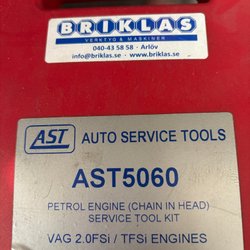 BRIKLAS
VERKTYG & MASKINER
040-43 58 58 · Arlöv
info@briklas.se · www.briklas.se
AST AUTO SERVICE TOOLS
AST5060
PETROL ENGINE (CHAIN IN HEAD)
SERVICE TOOL KIT
VAG 2.0FSi / TFSi ENGINES